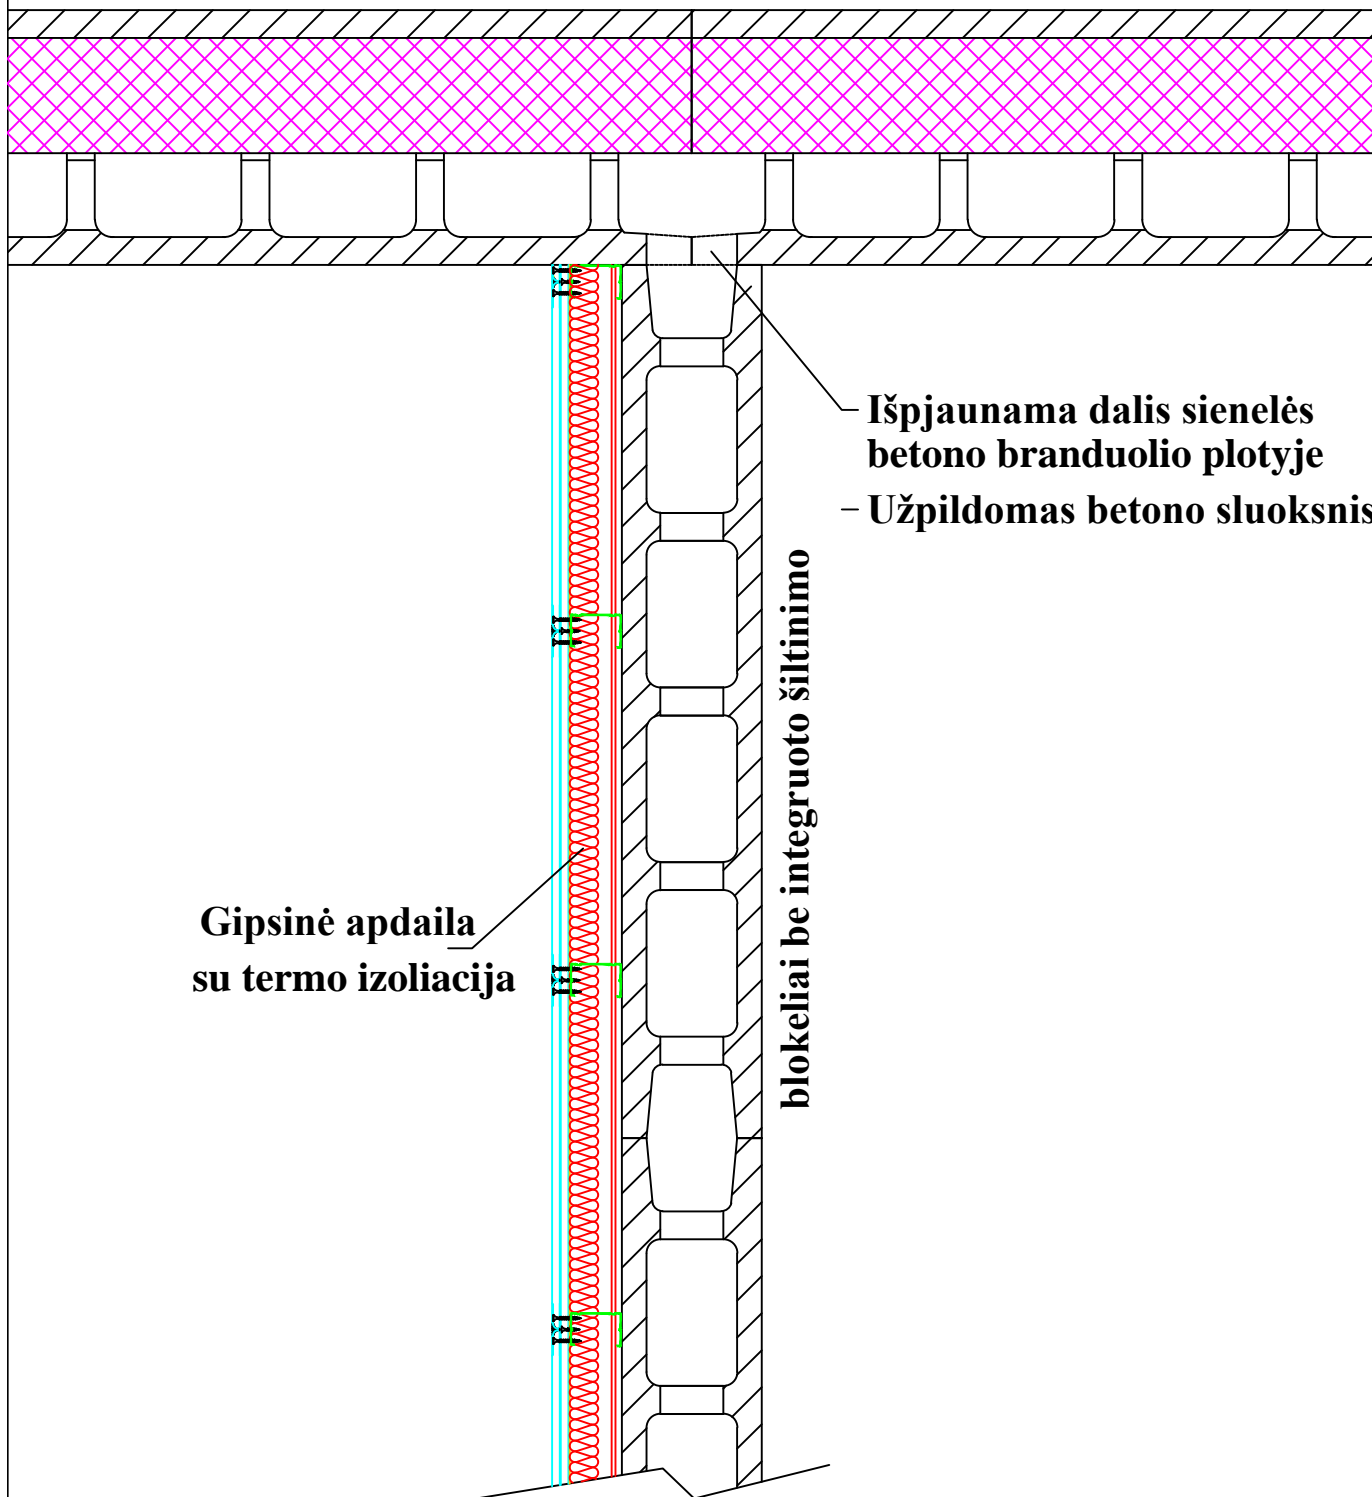 Išpjaunama dalis sienelės
betono branduolio plotyje
Užpildomas betono sluoksnis
blokeliai be integruoto šiltinimo
Gipsinė apdaila
su termo izoliacija